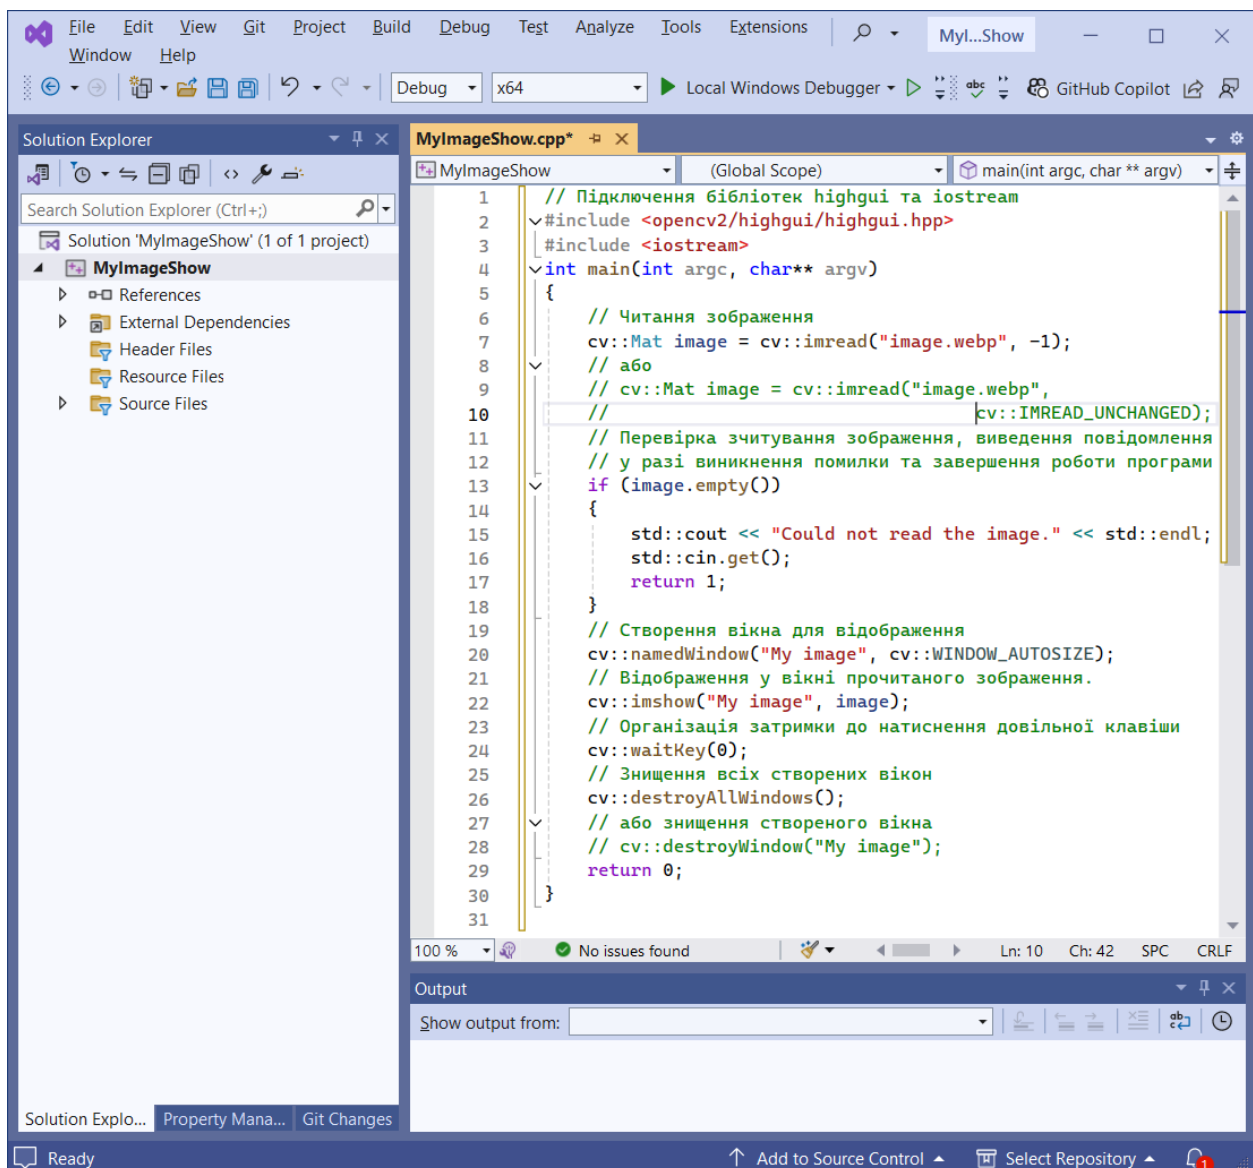 File Edit View Git Project Build Debug Test Analyze Tools Extensions MyI...Show
Window Help
Debug x64 Local Windows Debugger abc GitHub Copilot
Solution Explorer
Search Solution Explorer (Ctrl+;)
Solution 'MyImageShow' (1 of 1 project)
MyImageShow
References
External Dependencies
Header Files
Resource Files
Source Files
Solution Explo... Property Mana... Git Changes
MyImageShow.cpp*
MyImageShow (Global Scope) main(int argc, char ** argv)
1 // Підключення бібліотек highgui та iostream
2 #include <opencv2/highgui/highgui.hpp>
3 #include <iostream>
4 int main(int argc, char** argv)
5 {
6 // Читання зображення
7 cv::Mat image = cv::imread("image.webp", -1);
8 // або
9 // cv::Mat image = cv::imread("image.webp",
10 // cv::IMREAD_UNCHANGED);
11 // Перевірка зчитування зображення, виведення повідомлення
12 // у разі виникнення помилки та завершення роботи програми
13 if (image.empty())
14 {
15 std::cout << "Could not read the image." << std::endl;
16 std::cin.get();
17 return 1;
18 }
19 // Створення вікна для відображення
20 cv::namedWindow("My image", cv::WINDOW_AUTOSIZE);
21 // Відображення у вікні прочитаного зображення.
22 cv::imshow("My image", image);
23 // Організація затримки до натиснення довільної клавіши
24 cv::waitKey(0);
25 // Знищення всіх створених вікон
26 cv::destroyAllWindows();
27 // або знищення створеного вікна
28 // cv::destroyWindow("My image");
29 return 0;
30 }
31
100 % No issues found Ln: 10 Ch: 42 SPC CRLF
Output
Show output from:
Ready Add to Source Control Select Repository 1